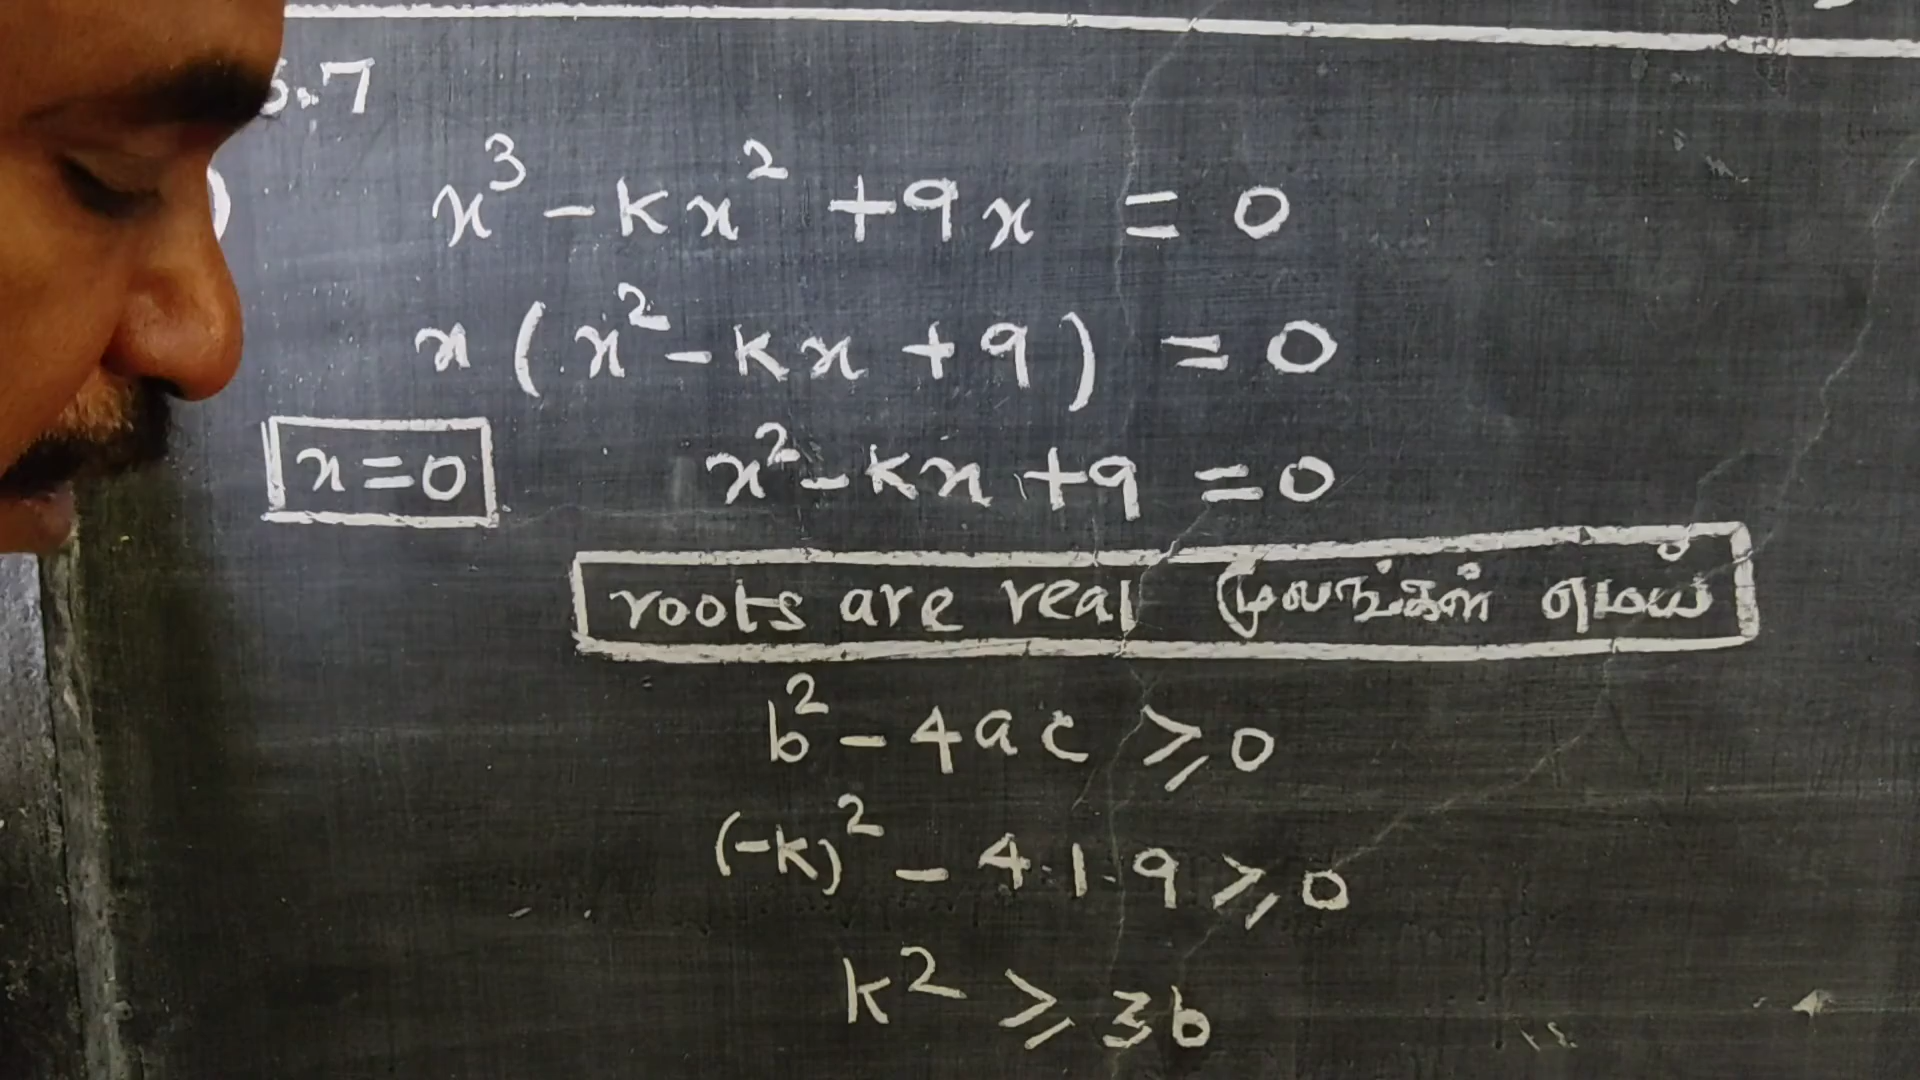 5.7
)
x³ - kx² + 9x = 0
x ( x² - kx + 9 ) = 0
x = 0   x² - kx + 9 = 0
roots are real மூலங்கள் மெய்
b² - 4ac ⩾ 0
(-k)² - 4.1.9 ⩾ 0
k² ⩾ 36